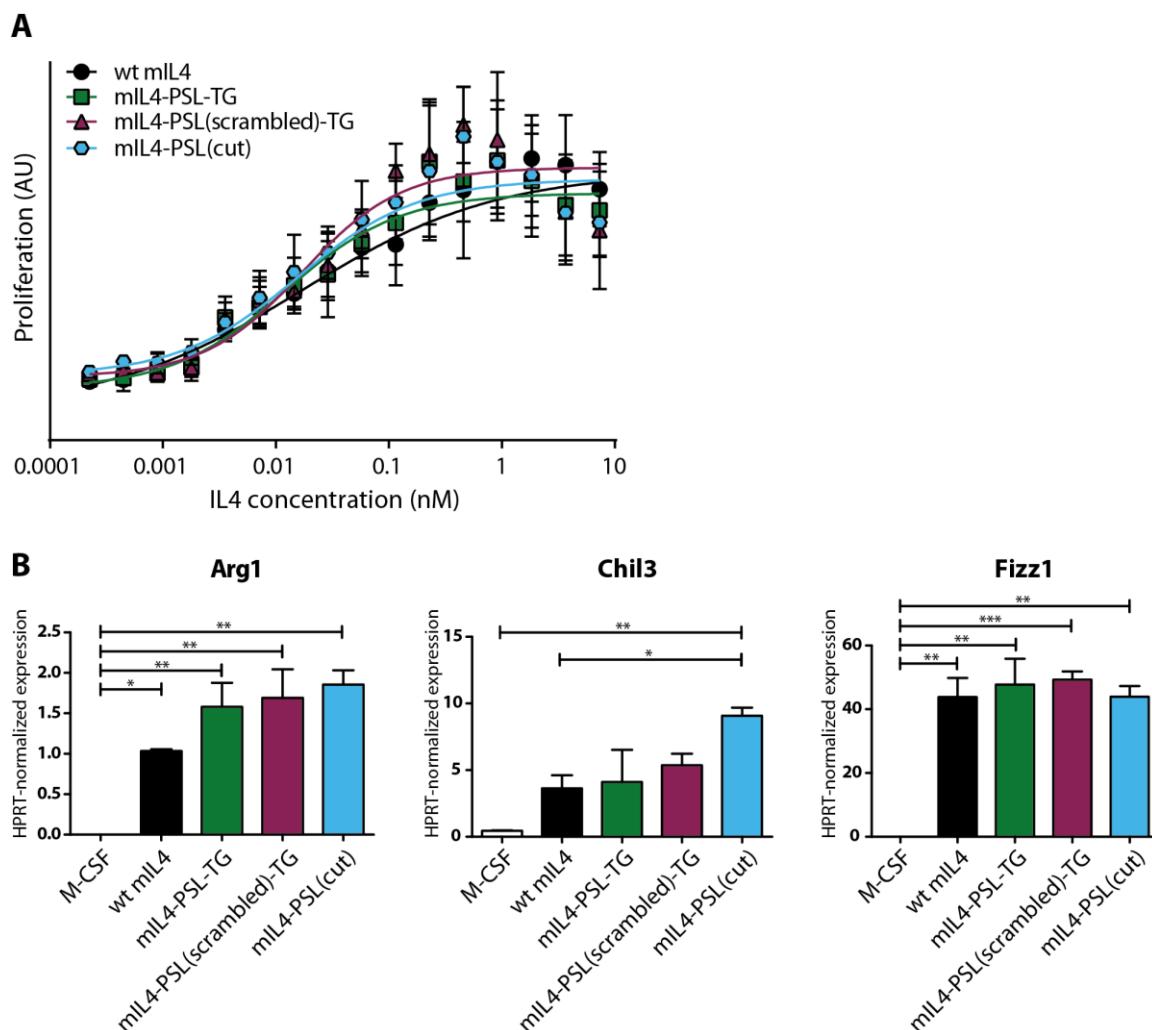 A
wt mIL4
mIL4-PSL-TG
mIL4-PSL(scrambled)-TG
mIL4-PSL(cut)
Proliferation (AU)
0.0001 0.001 0.01 0.1 1 10
IL4 concentration (nM)
B
Arg1
HPRT-normalized expression
2.5
2.0
1.5
1.0
0.5
0.0
**
**
**
*
M-CSF
wt mIL4
mIL4-PSL-TG
mIL4-PSL(scrambled)-TG
mIL4-PSL(cut)
Chil3
HPRT-normalized expression
15
10
5
0
**
*
M-CSF
wt mIL4
mIL4-PSL-TG
mIL4-PSL(scrambled)-TG
mIL4-PSL(cut)
Fizz1
HPRT-normalized expression
60
40
20
0
**
***
**
**
M-CSF
wt mIL4
mIL4-PSL-TG
mIL4-PSL(scrambled)-TG
mIL4-PSL(cut)